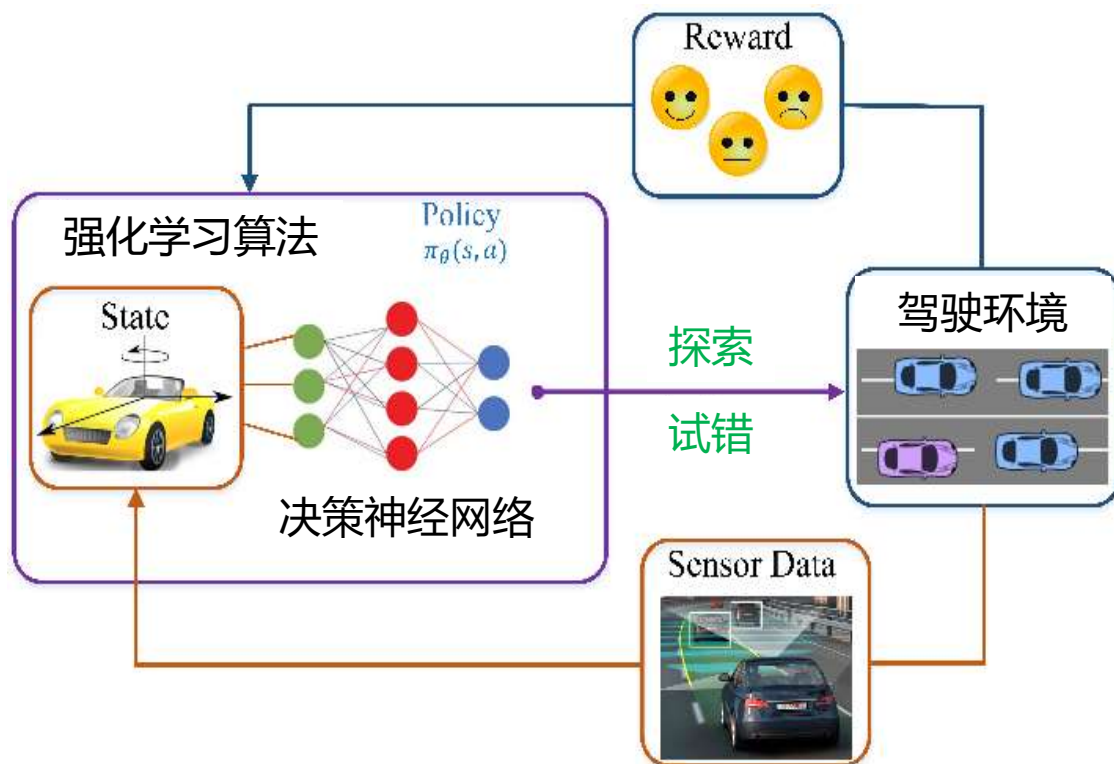 Reward
强化学习算法
Policy
π_θ(s, a)
State
决策神经网络
探索
试错
驾驶环境
Sensor Data